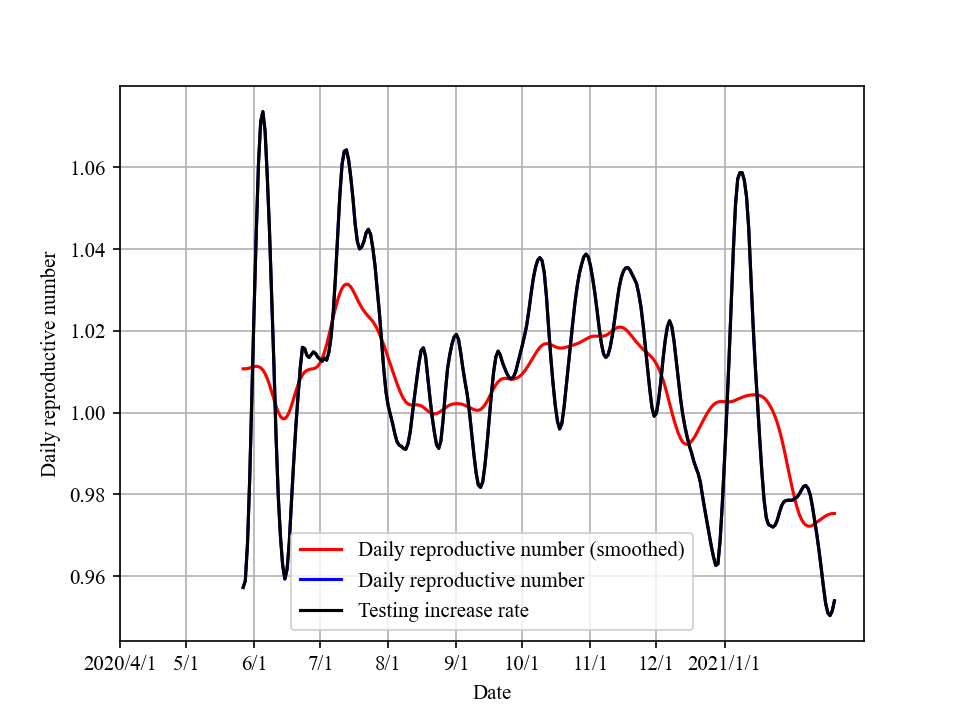 1.06
1.04
1.02
1.00
0.98
0.96
Daily reproductive number
Daily reproductive number (smoothed)
Daily reproductive number
Testing increase rate
2020/4/1 5/1 6/1 7/1 8/1 9/1 10/1 11/1 12/1 2021/1/1
Date